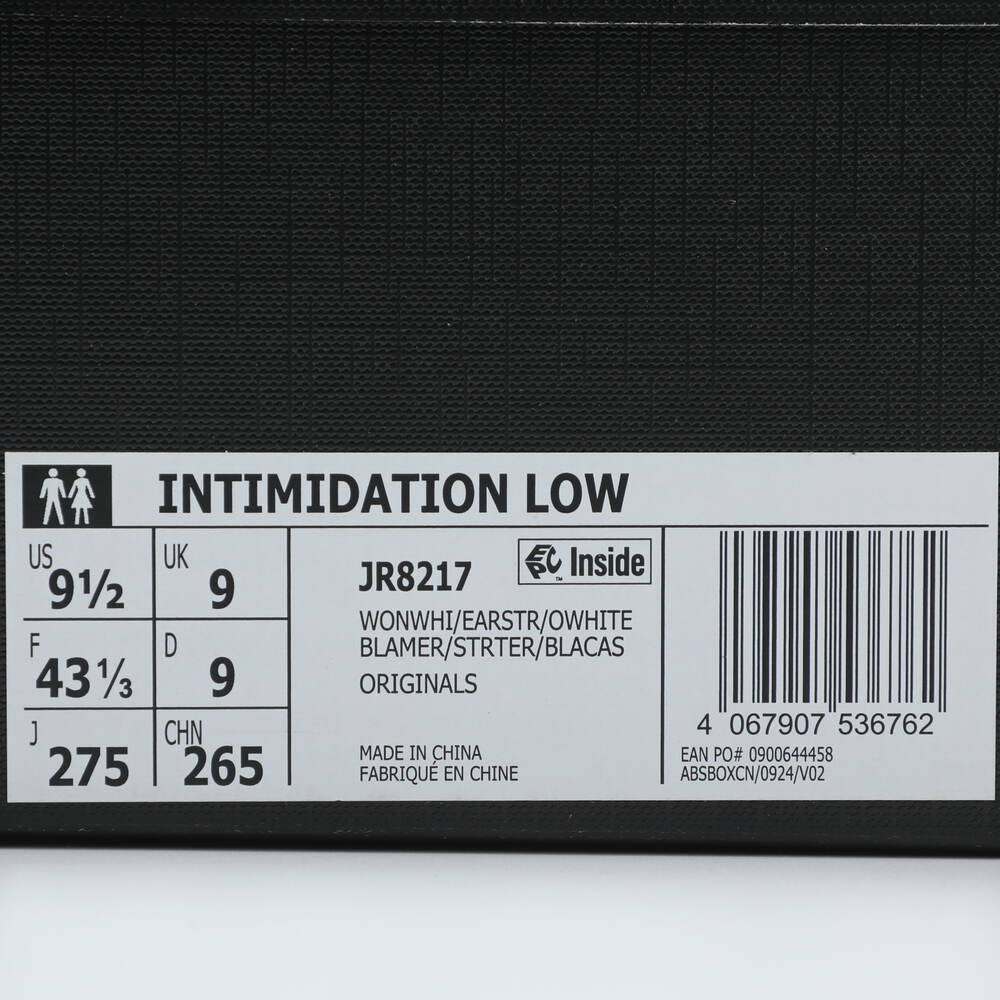 INTIMIDATION LOW
US 9½
UK 9
F 43⅓
D 9
J 275
CHN 265
JR8217
EPC™ Inside
WONWHI/EARSTR/OWHITE
BLAMER/STRTER/BLACAS
ORIGINALS
MADE IN CHINA
FABRIQUÉ EN CHINE
4 067907 536762
EAN PO# 0900644458
ABSBOXCN/0924/V02